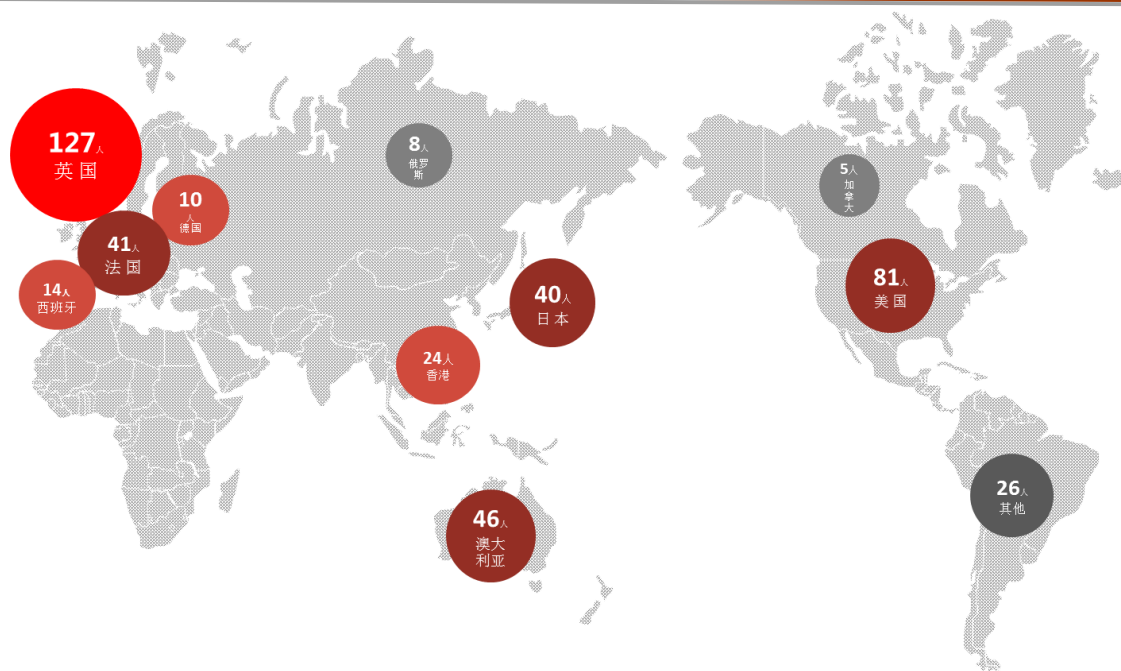 127人
英国
10
人
德国
41人
法国
14人
西班牙
8人
俄罗
斯
40人
日本
24人
香港
46人
澳大
利亚
5人
加
拿
大
81人
美国
26人
其他